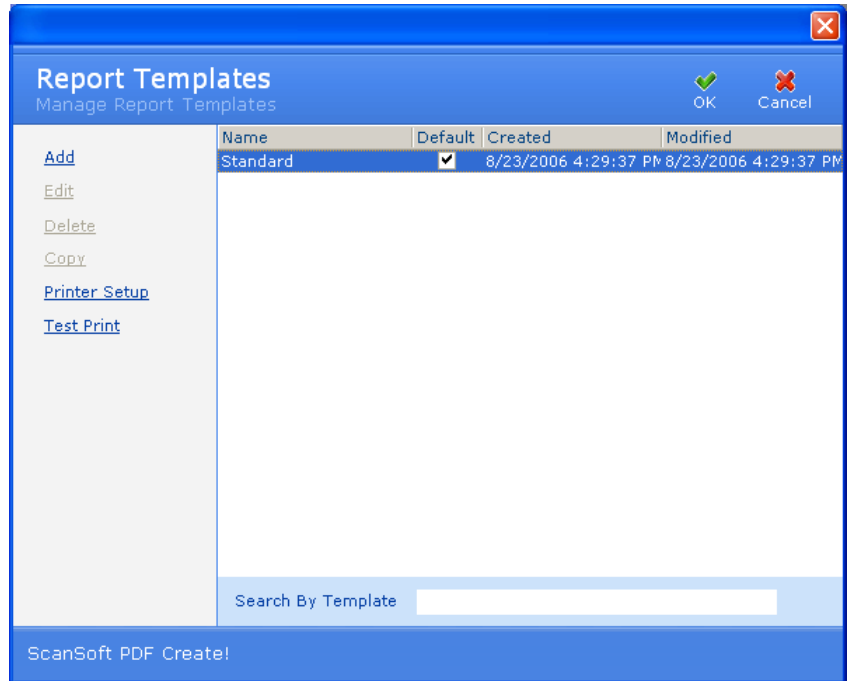 Report Templates
Manage Report Templates
OK Cancel
Add
Edit
Delete
Copy
Printer Setup
Test Print
Name Default Created Modified
Standard 8/23/2006 4:29:37 PM 8/23/2006 4:29:37 PM
Search By Template
ScanSoft PDF Create!